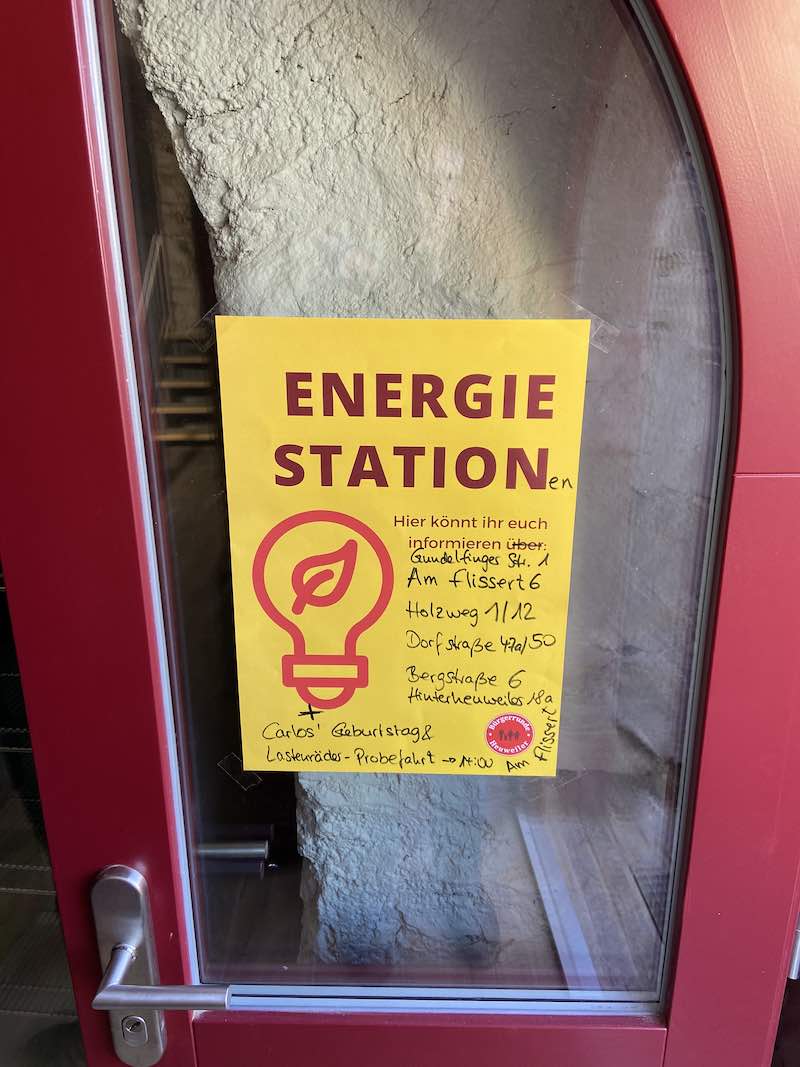 ENERGIE
STATIONen
Hier könnt ihr euch
informieren über:
Gundelfinger Str. 1
Am Flissert 6
Holzweg 1/12
Dorfstraße 47a/50
Bergstraße 6
Hinterheuweiler 18a
+
Carlos' Geburtstag &
Lastenräder-Probefahrt → 14:00 Am Flissert
Bürgerrunde
Heuweiler